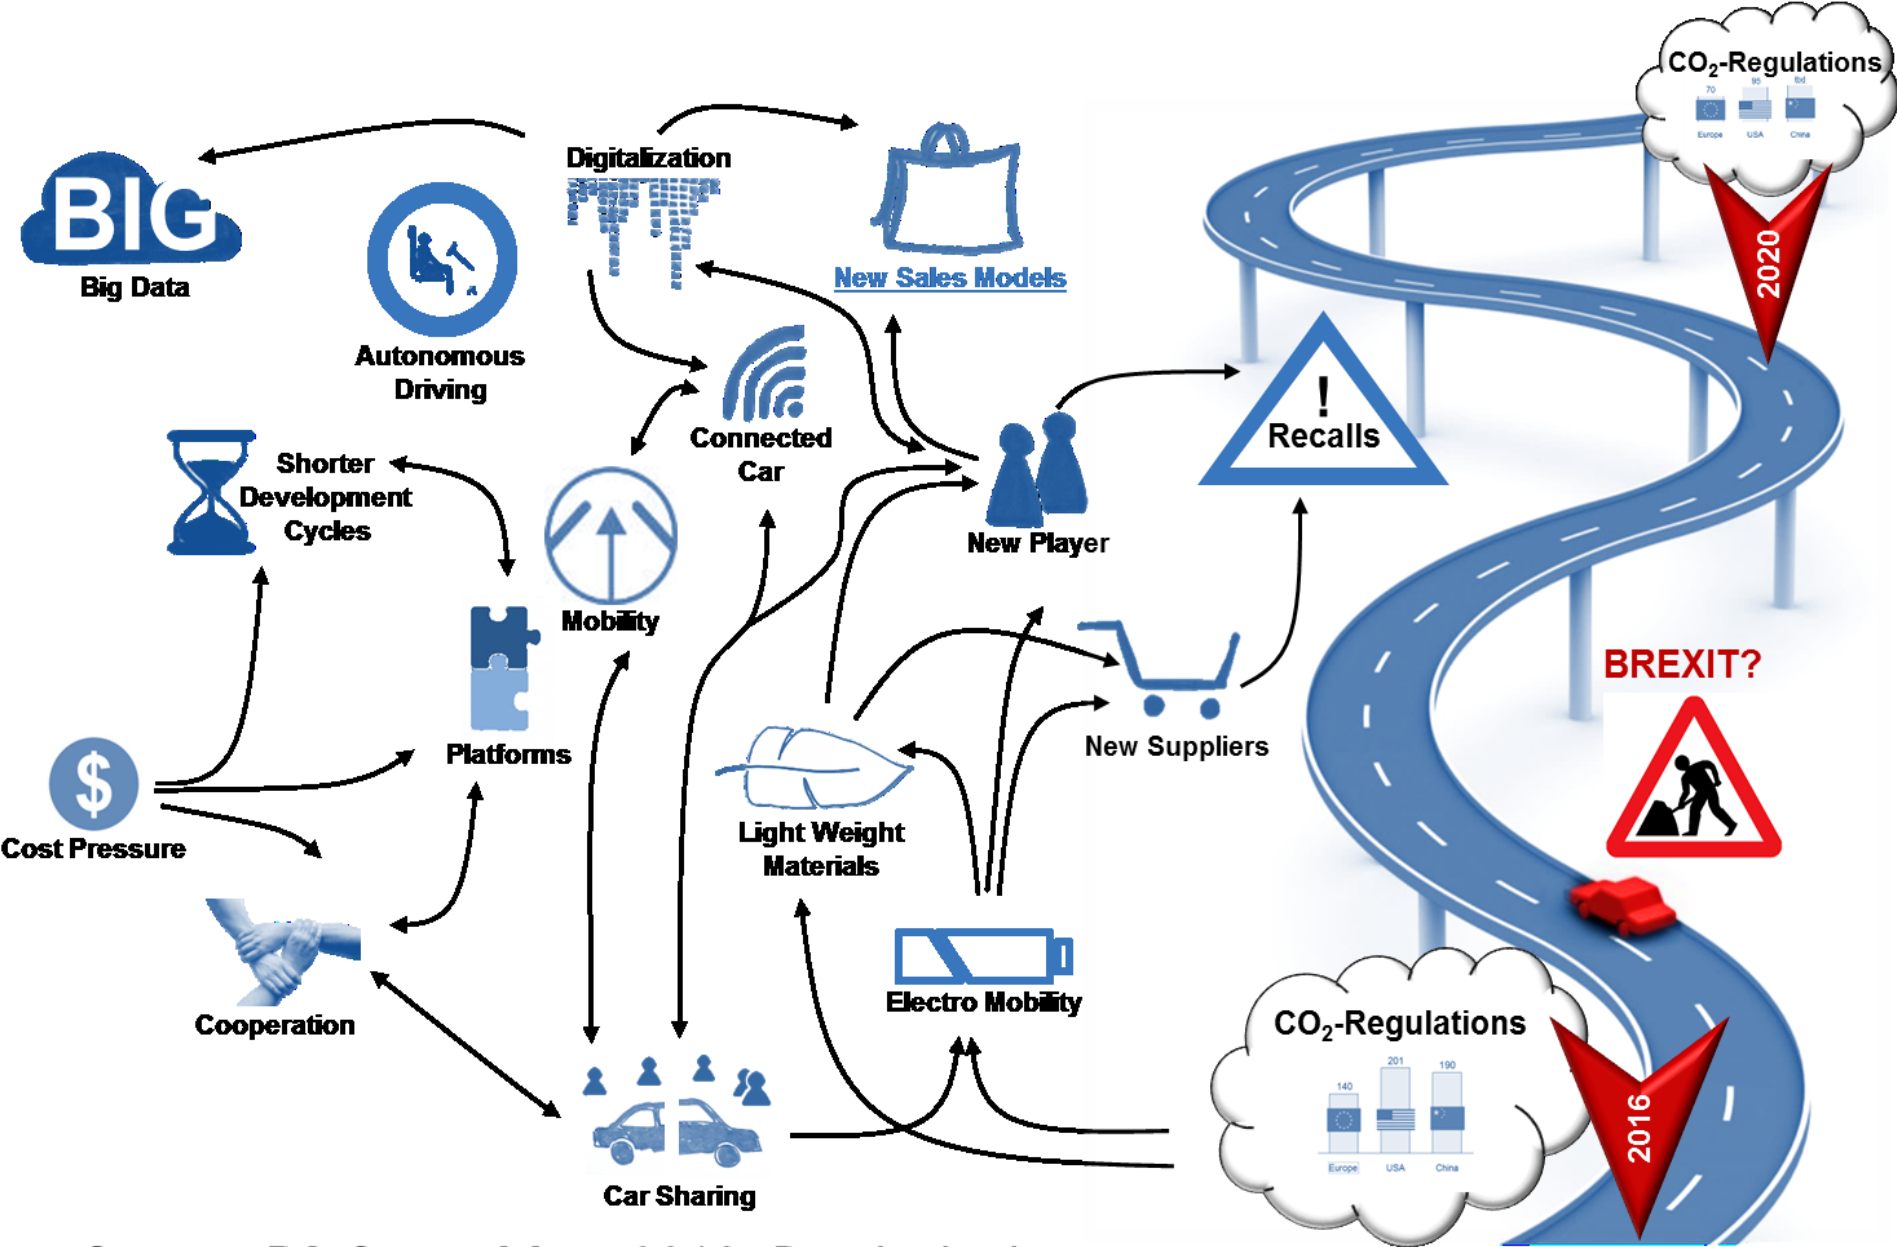 CO₂-Regulations
70
95
tbd
Europe
USA
China
2020
BIG
Big Data
Digitalization
New Sales Models
Autonomous
Driving
! 
Recalls
Connected
Car
Shorter
Development
Cycles
New Player
Mobility
BREXIT?
Platforms
New Suppliers
$
Cost Pressure
Light Weight
Materials
Electro Mobility
Cooperation
CO₂-Regulations
140
201
190
Europe
USA
China
2016
Car Sharing